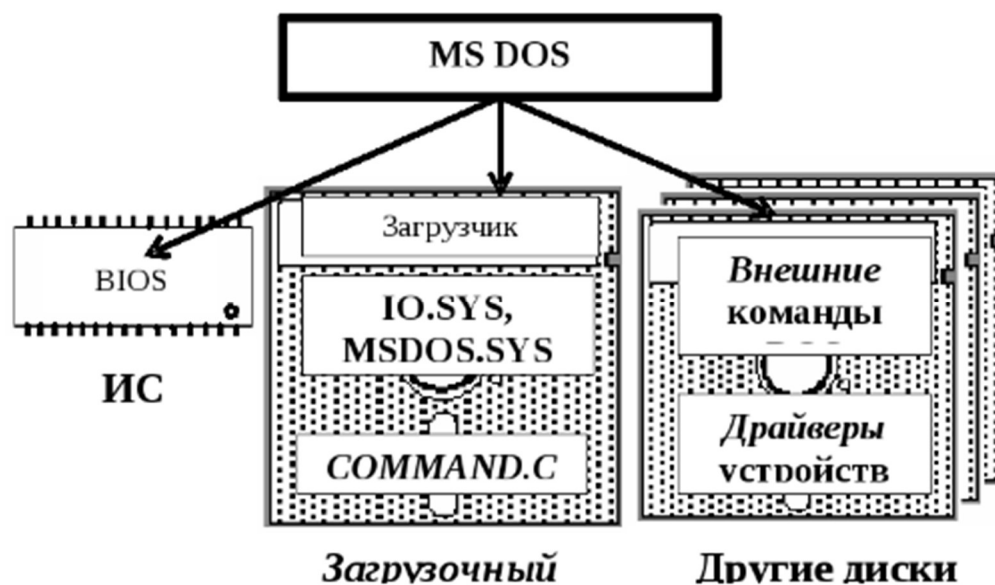 MS DOS
BIOS
ИС
Загрузчик
IO.SYS,
MSDOS.SYS
COMMAND.C
Загрузочный
Внешние
команды
Драйверы
устройств
Другие диски